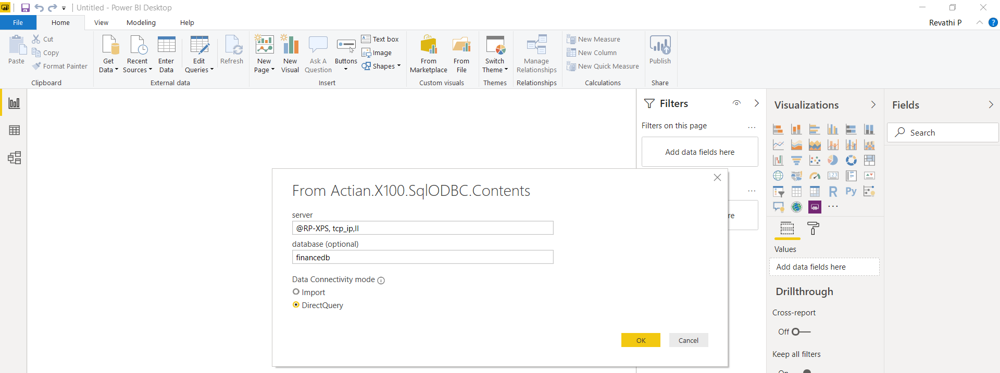 Untitled - Power BI Desktop
File Home View Modeling Help Revathi P ?
Paste Cut Copy Format Painter
Clipboard
Get Data Recent Sources Enter Data Edit Queries Refresh
External data
New Page New Visual Ask A Question Buttons Text box Image Shapes
Insert
From Marketplace From File
Custom visuals
Switch Theme
Themes
Manage Relationships
Relationships
New Measure
New Column
New Quick Measure
Calculations
Publish
Share
Filters
Filters on this page ...
Add data fields here
...
re
Visualizations
123
R Py
...
Values
Add data fields here
Drillthrough
Cross-report
Off
Keep all filters
On
Fields
Search
From Actian.X100.SqlODBC.Contents
server
@RP-XPS, tcp_ip,II
database (optional)
financedb
Data Connectivity mode
Import
DirectQuery
OK Cancel